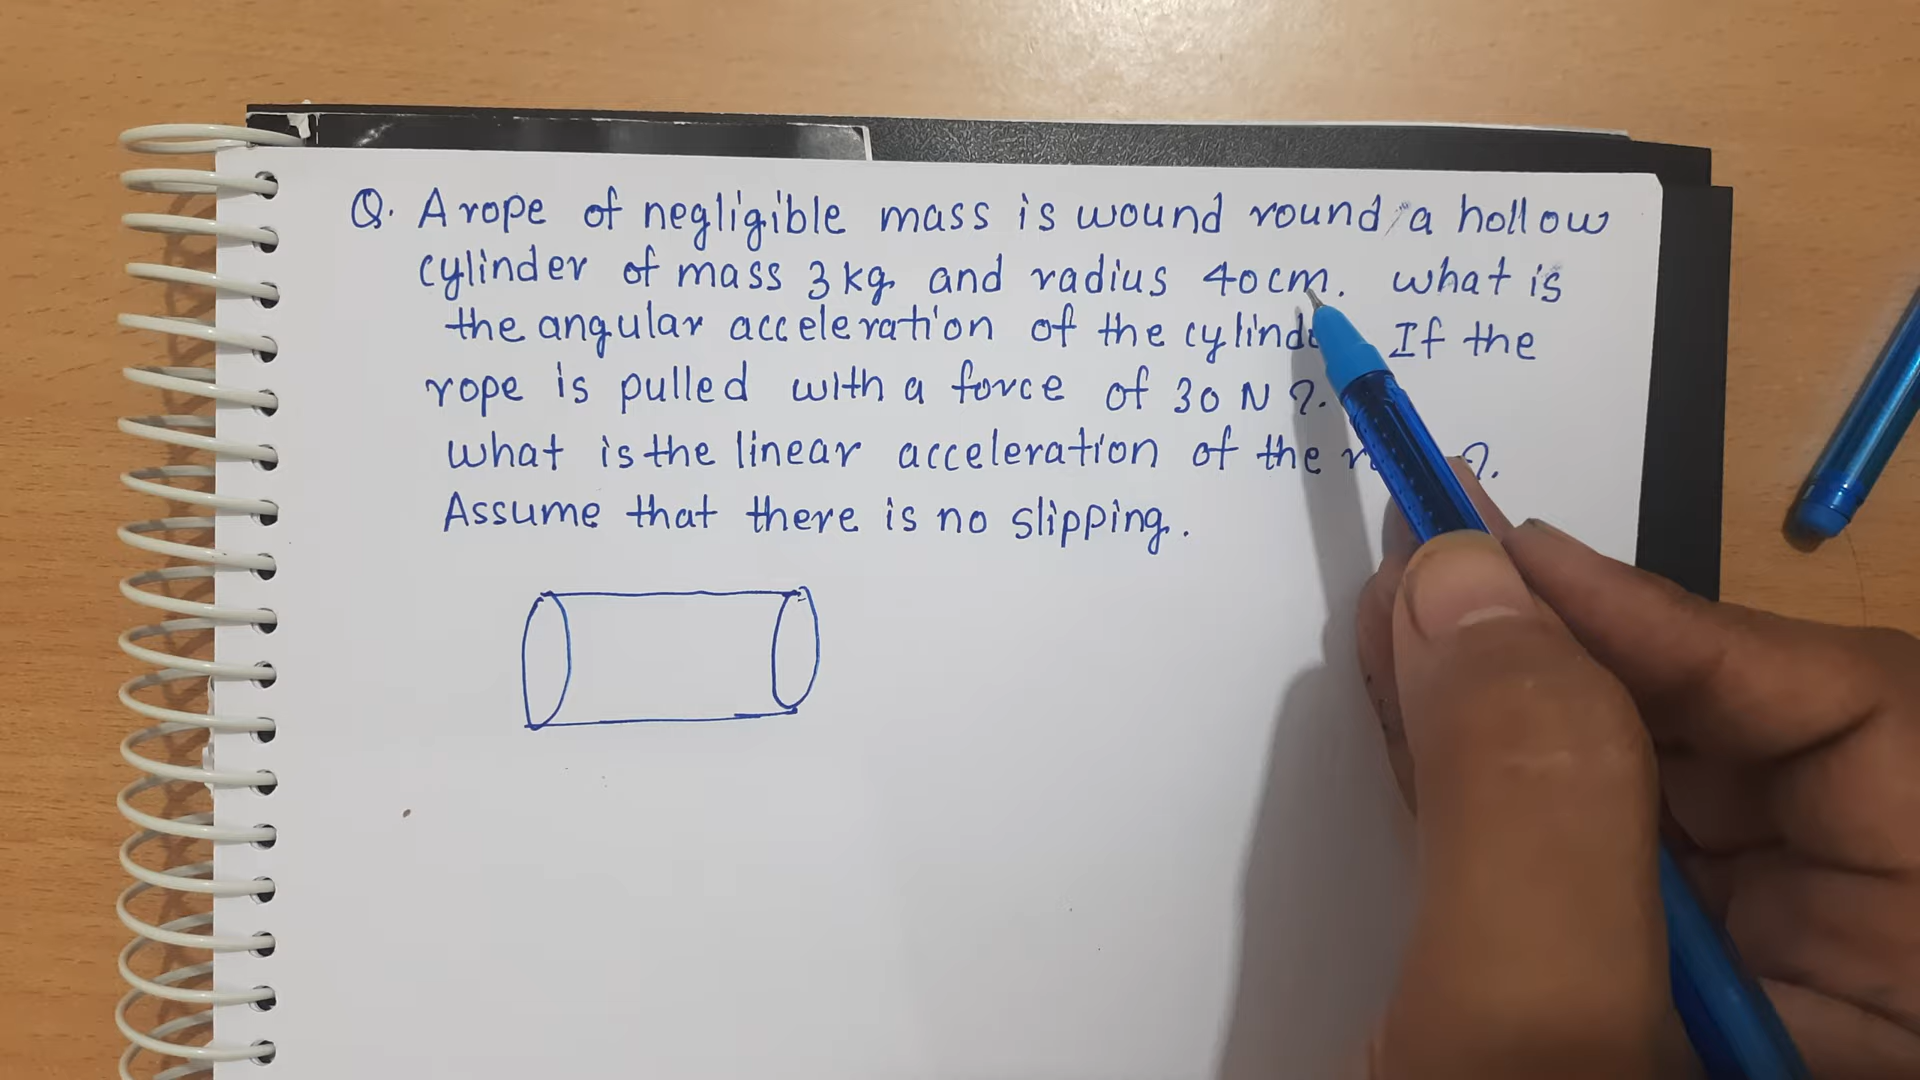 Q. A rope of negligible mass is wound round a hollow
cylinder of mass 3 kg and radius 40 cm. what is
the angular acceleration of the If the
rope is pulled with a force of 30 N ?.
what is the linear acceleration of the ?.
Assume that there is no slipping.